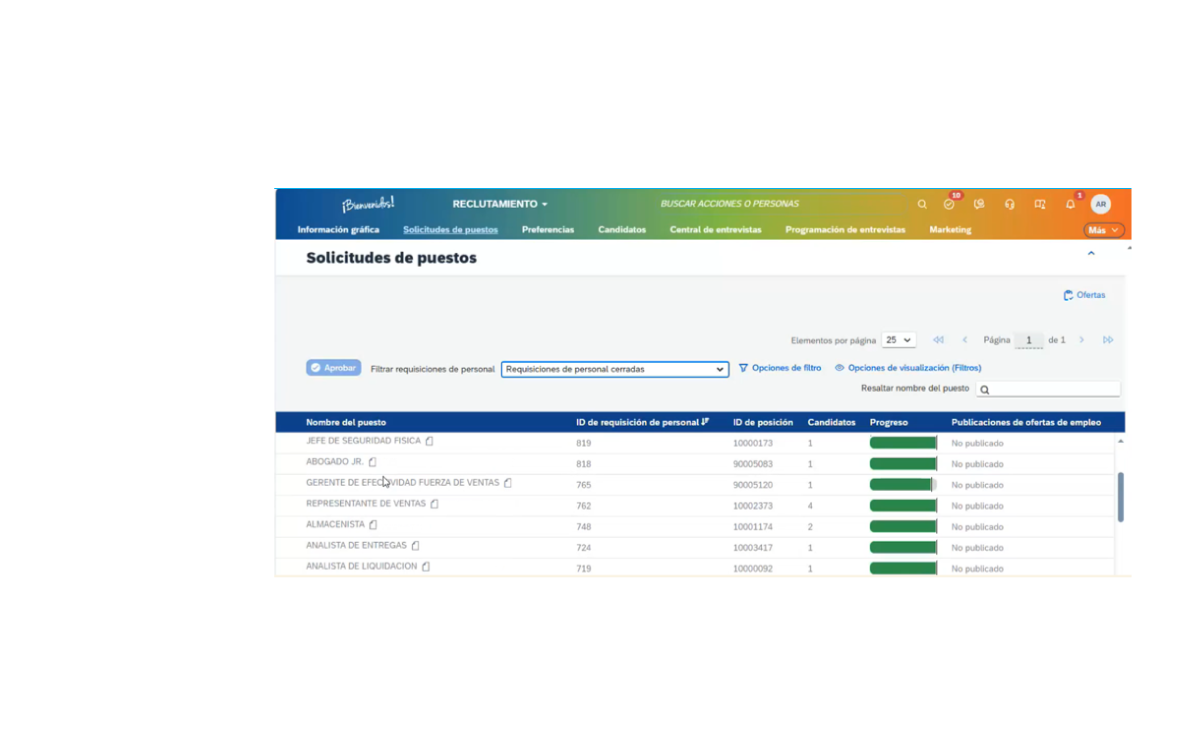 ¡Bienvenidos! RECLUTAMIENTO BUSCAR ACCIONES O PERSONAS 10 1 AR
Información gráfica Solicitudes de puestos Preferencias Candidatos Central de entrevistas Programación de entrevistas Marketing Más
Solicitudes de puestos
Ofertas
Elementos por página 25 Página 1 de 1
Aprobar Filtrar requisiciones de personal Requisiciones de personal cerradas Opciones de filtro Opciones de visualización (Filtros)
Resaltar nombre del puesto
Nombre del puesto ID de requisición de personal ID de posición Candidatos Progreso Publicaciones de ofertas de empleo
JEFE DE SEGURIDAD FISICA 819 10000173 1 No publicado
ABOGADO JR. 818 90005083 1 No publicado
GERENTE DE EFECTIVIDAD FUERZA DE VENTAS 765 90005120 1 No publicado
REPRESENTANTE DE VENTAS 762 10002373 4 No publicado
ALMACENISTA 748 10001174 2 No publicado
ANALISTA DE ENTREGAS 724 10003417 1 No publicado
ANALISTA DE LIQUIDACION 719 10000092 1 No publicado